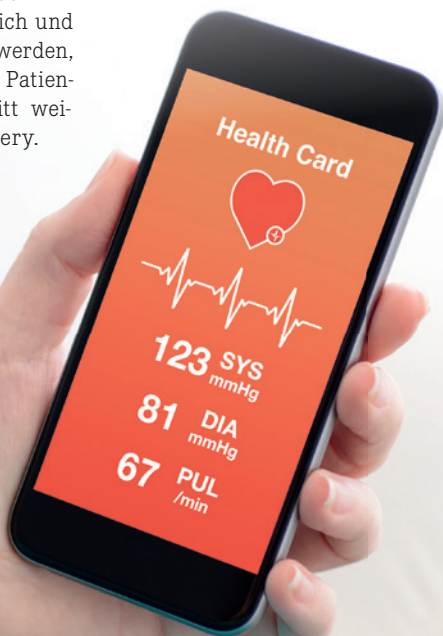 ich und
werden,
Patien-
itt wei-
ery.
Health Card
123 SYS
mmHg
81 DIA
mmHg
67 PUL
/min